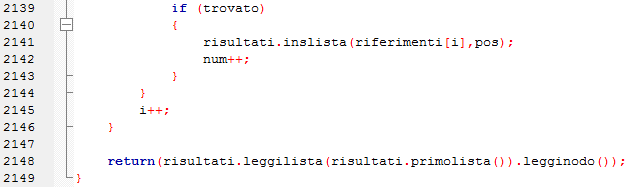 2139 if (trovato)
2140 {
2141 risultati.inslista(riferimenti[i],pos);
2142 num++;
2143 }
2144 }
2145 i++;
2146 }
2147
2148 return(risultati.leggilista(risultati.primolista()).legginodo());
2149 }